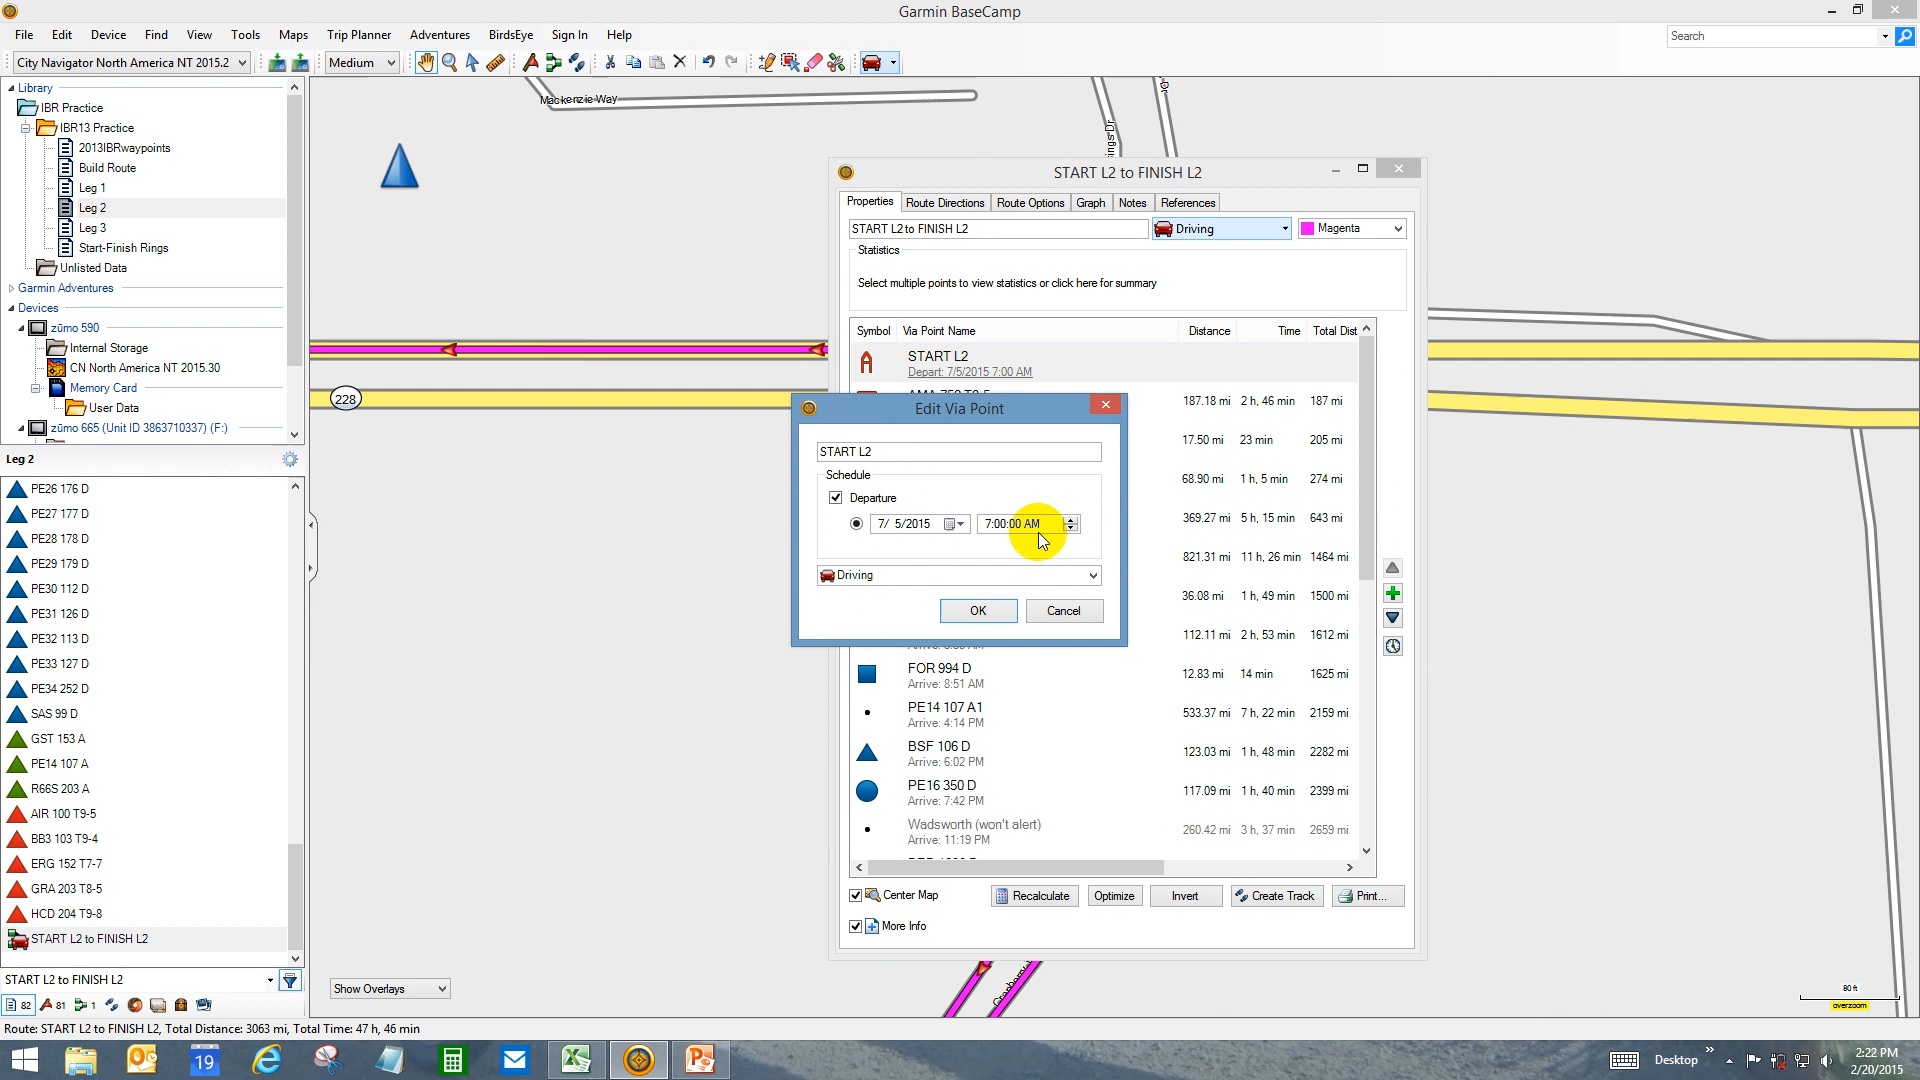 Garmin BaseCamp
File Edit Device Find View Tools Maps Trip Planner Adventures BirdsEye Sign In Help
Search
City Navigator North America NT 2015.2
Medium
Library
IBR Practice
IBR13 Practice
2013IBRwaypoints
Build Route
Leg 1
Leg 2
Leg 3
Start-Finish Rings
Unlisted Data
Garmin Adventures
Devices
zūmo 590
Internal Storage
CN North America NT 2015.30
Memory Card
User Data
zūmo 665 (Unit ID 3863710337) (F:)
Leg 2
PE26 176 D
PE27 177 D
PE28 178 D
PE29 179 D
PE30 112 D
PE31 126 D
PE32 113 D
PE33 127 D
PE34 252 D
SAS 99 D
GST 153 A
PE14 107 A
R66S 203 A
AIR 100 T9-5
BB3 103 T9-4
ERG 152 T7-7
GRA 203 T8-5
HCD 204 T9-8
START L2 to FINISH L2
START L2 to FINISH L2
82 81 1
Route: START L2 to FINISH L2, Total Distance: 3063 mi, Total Time: 47 h, 46 min
Mackenzie Way
228
Show Overlays
80 ft
overzoom
START L2 to FINISH L2
Properties Route Directions Route Options Graph Notes References
START L2 to FINISH L2 Driving Magenta
Statistics
Select multiple points to view statistics or click here for summary
Symbol Via Point Name Distance Time Total Dist
START L2
Depart: 7/5/2015 7:00 AM
187.18 mi 2 h, 46 min 187 mi
17.50 mi 23 min 205 mi
68.90 mi 1 h, 5 min 274 mi
369.27 mi 5 h, 15 min 643 mi
821.31 mi 11 h, 26 min 1464 mi
36.08 mi 1 h, 49 min 1500 mi
112.11 mi 2 h, 53 min 1612 mi
FOR 994 D 12.83 mi 14 min 1625 mi
Arrive: 8:51 AM
PE14 107 A1 533.37 mi 7 h, 22 min 2159 mi
Arrive: 4:14 PM
BSF 106 D 123.03 mi 1 h, 48 min 2282 mi
Arrive: 6:02 PM
PE16 350 D 117.09 mi 1 h, 40 min 2399 mi
Arrive: 7:42 PM
Wadsworth (won't alert) 260.42 mi 3 h, 37 min 2659 mi
Arrive: 11:19 PM
Center Map Recalculate Optimize Invert Create Track Print...
More Info
Edit Via Point
START L2
Schedule
Departure
7/ 5/2015 7:00:00 AM
Driving
OK Cancel
19
Desktop
2:22 PM
2/20/2015